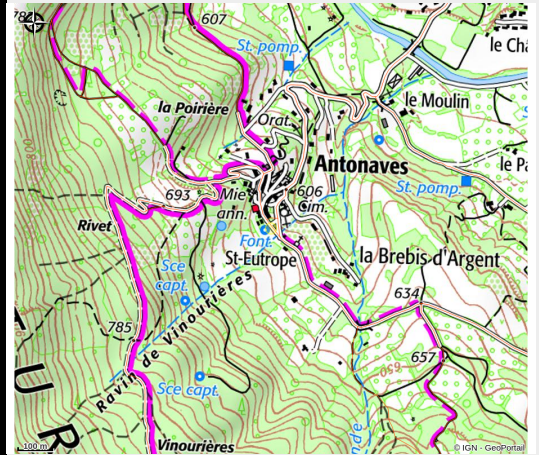 607
St. pomp.
le Ch
la Poirière
Orat.
le Moulin
Antonaves
le P
St. pomp.
693
Mie
ann.
606
Cim.
Rivet
Font.
St-Eutrope
la Brebis d'Argent
Sce
capt.
634
785
Ravin de Vinourières
657
650
Sce capt.
U R
Vinourières
100 m
© IGN - GeoPortail